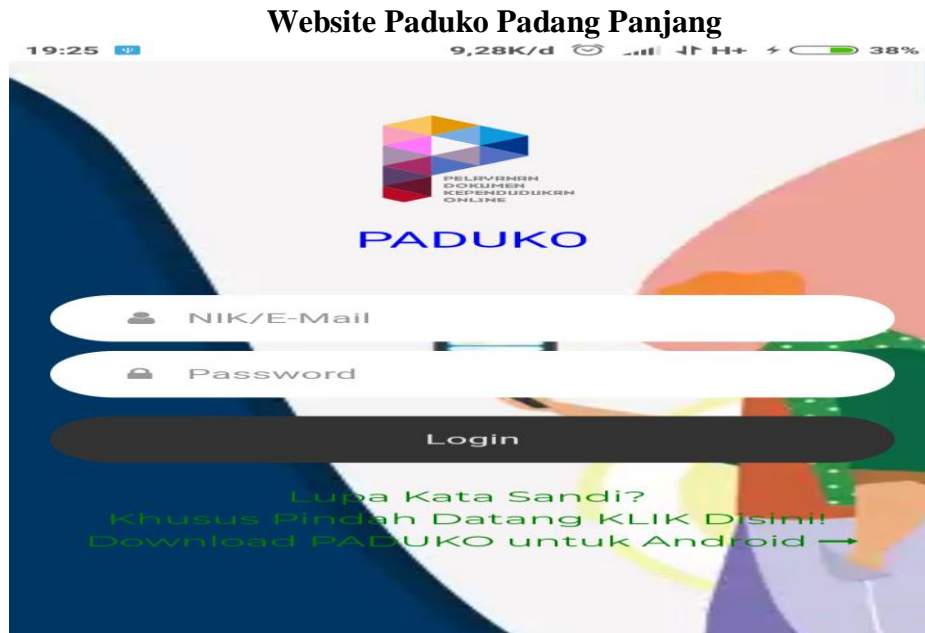 Website Paduko Padang Panjang
19:25 9,28K/d H+ 38%
PELAYANAN
DOKUMEN
KEPENDUDUKAN
ONLINE
PADUKO
NIK/E-Mail
Password
Login
Lupa Kata Sandi?
Khusus Pindah Datang KLIK Disini!
Download PADUKO untuk Android →